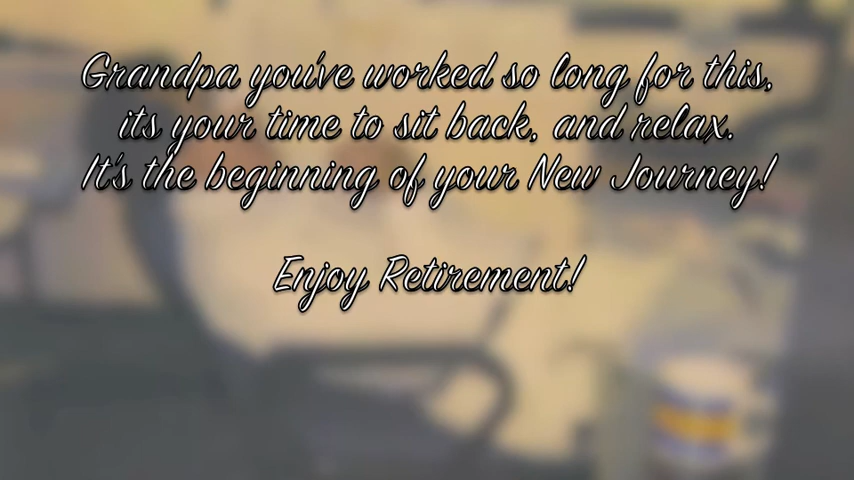 Grandpa you've worked so long for this,
its your time to sit back, and relax.
It's the beginning of your New Journey!
Enjoy Retirement!